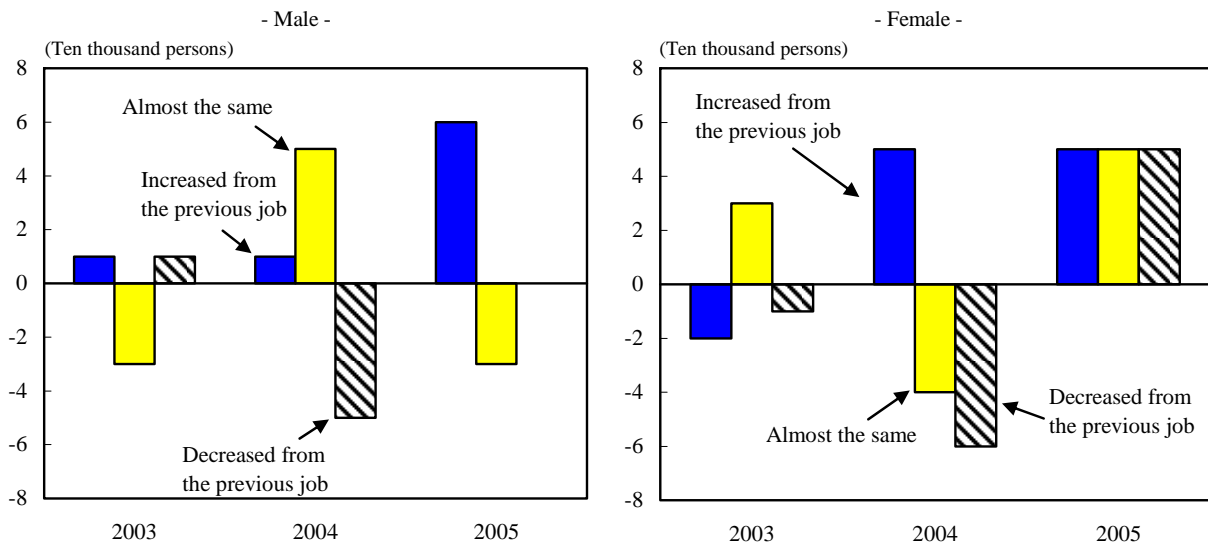 - Male -
(Ten thousand persons)
8
6
4
2
0
-2
-4
-6
-8
Almost the same
Increased from
the previous job
Decreased from
the previous job
2003
2004
2005
- Female -
(Ten thousand persons)
8
6
4
2
0
-2
-4
-6
-8
Increased from
the previous job
Almost the same
Decreased from
the previous job
2003
2004
2005